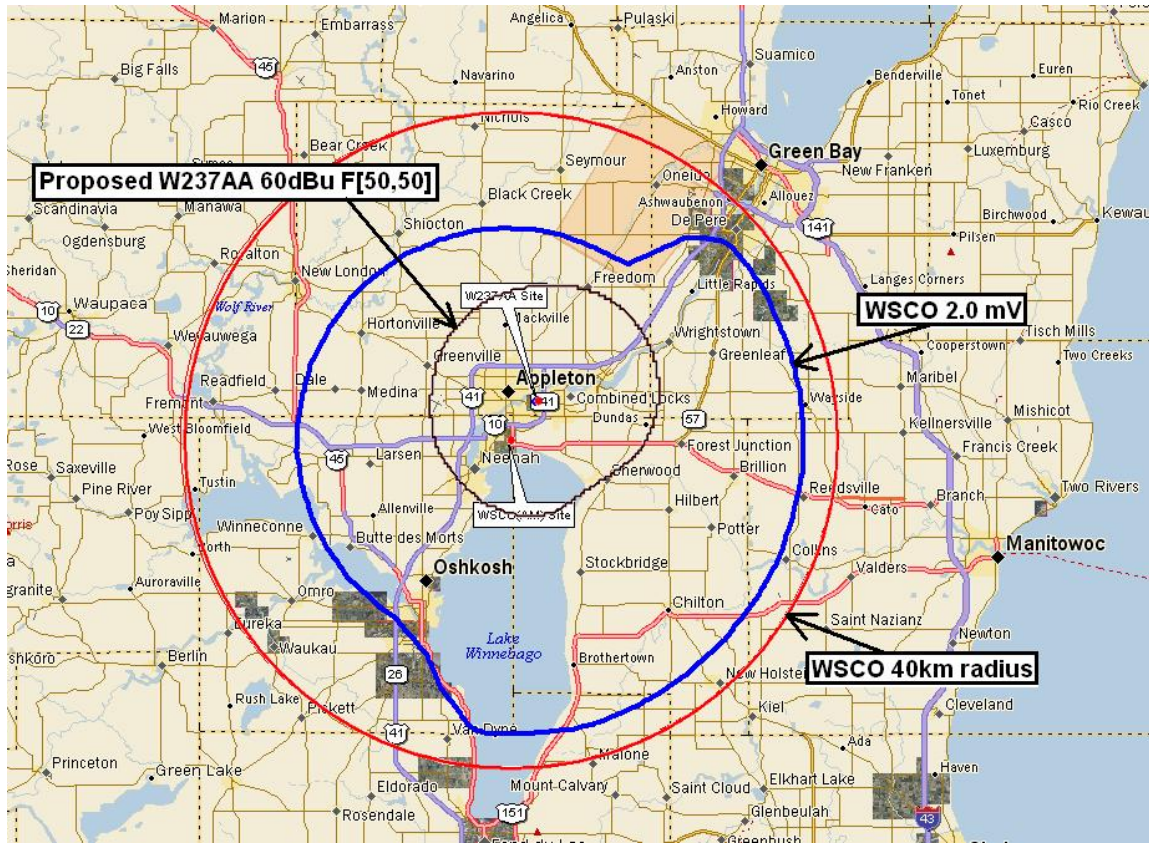 Marion
Embarrass
Angelica
Pulaski
Suamico
45
Big Falls
Navarino
Anston
Benderville
Euren
Tonet
Rio Creek
Nichols
Howard
Casco
Bear Creek
Green Bay
Luxemburg
Seymour
Oneida
New Franken
Proposed W237AA 60dBu F[50,50]
Black Creek
Ashwaubenon
Allouez
Scandinavia
Manawa
Shiocton
De Pere
141
Birchwood
Kewau
Ogdensburg
Pilsen
Royalton
Freedom
Sheridan
New London
Little Rapids
Langes Corners
10
Waupaca
Wolf River
W237AA Site
WSCO 2.0 mV
22
Weyauwega
Hortonville
Mackville
Wrightstown
Tisch Mills
Greenville
Greenleaf
Cooperstown
Two Creeks
Readfield
Dale
Medina
Appleton
Maribel
Fremont
41
41
Combined Locks
Wayside
Mishicot
West Bloomfield
10
Dundas
57
Kellnersville
45
Larsen
Forest Junction
Francis Creek
Rose
Saxeville
Neenah
Sherwood
Brillion
Pine River
Tustin
Reedsville
Branch
Two Rivers
Poy Sippi
Allenville
WSCO(AM) Site
Hilbert
Cato
Winneconne
Potter
Butte des Morts
Collins
Manitowoc
Auroraville
Oshkosh
Stockbridge
Valders
Omro
Chilton
Eureka
Saint Nazianz
Waukau
Lake
Winnebago
Newton
Berlin
Brothertown
WSCO 40km radius
26
New Holstein
Rush Lake
Pickett
Kiel
Cleveland
41
Van Dyne
Ada
Princeton
Malone
Haven
Green Lake
Eldorado
Mount Calvary
Saint Cloud
Elkhart Lake
Rosendale
151
Glenbeulah
43
Greenbush